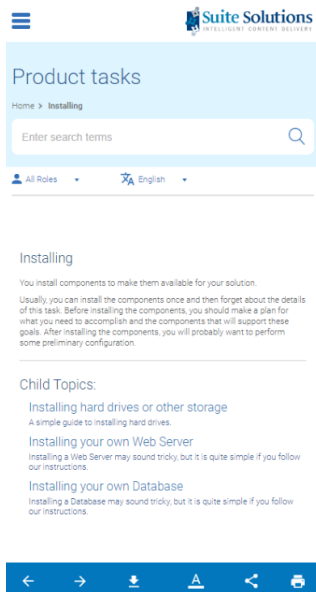 Suite Solutions
INTELLIGENT CONTENT DELIVERY
Product tasks
Home > Installing
Enter search terms
All Roles
English
Installing
You install components to make them available for your solution.
Usually, you can install the components once and then forget about the details
of this task. Before installing the components, you should make a plan for
what you need to accomplish and the components that will support these
goals. After installing the components, you will probably want to perform
some preliminary configuration.
Child Topics:
Installing hard drives or other storage
A simple guide to installing hard drives.
Installing your own Web Server
Installing a Web Server may sound tricky, but it is quite simple if you follow
our instructions.
Installing your own Database
Installing a Database may sound tricky, but it is quite simple if you follow
our instructions.
A